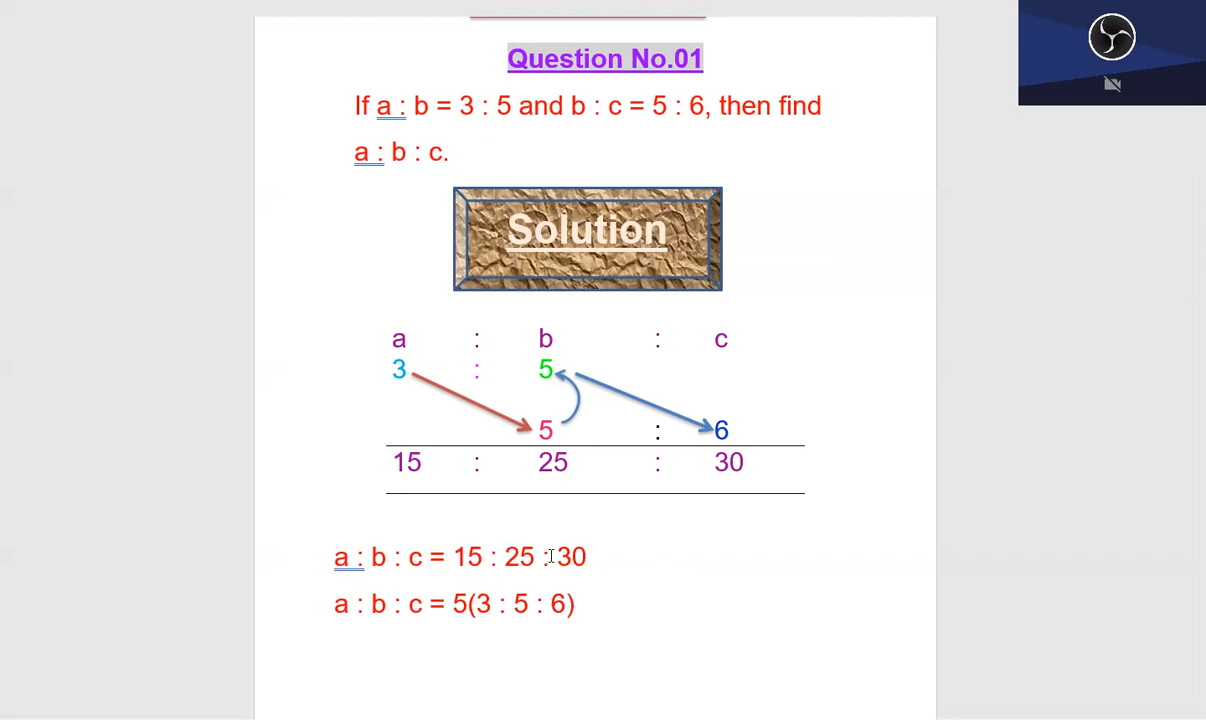 Question No.01
If a : b = 3 : 5 and b : c = 5 : 6, then find
a : b : c.
Solution
a : b : c
3 : 5
5 : 6
15 : 25 : 30
a : b : c = 15 : 25 : 30
a : b : c = 5(3 : 5 : 6)